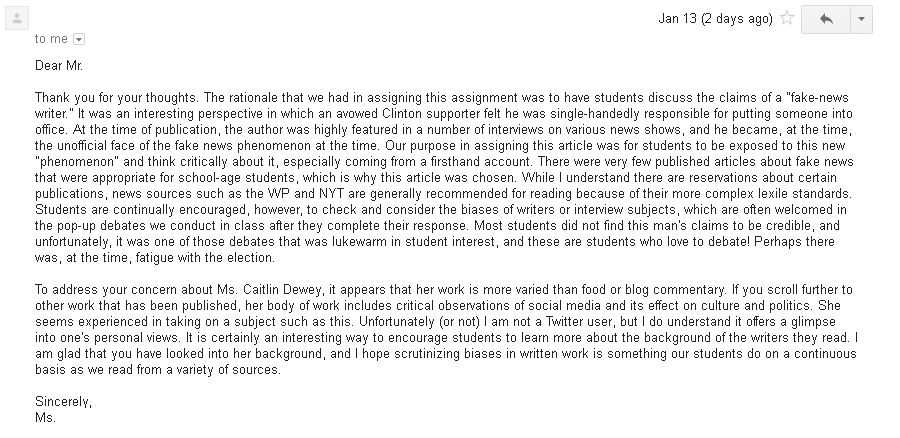 Jan 13 (2 days ago)
to me
Dear Mr.
Thank you for your thoughts. The rationale that we had in assigning this assignment was to have students discuss the claims of a "fake-news
writer." It was an interesting perspective in which an avowed Clinton supporter felt he was single-handedly responsible for putting someone into
office. At the time of publication, the author was highly featured in a number of interviews on various news shows, and he became, at the time,
the unofficial face of the fake news phenomenon at the time. Our purpose in assigning this article was for students to be exposed to this new
"phenomenon" and think critically about it, especially coming from a firsthand account. There were very few published articles about fake news
that were appropriate for school-age students, which is why this article was chosen. While I understand there are reservations about certain
publications, news sources such as the WP and NYT are generally recommended for reading because of their more complex lexile standards.
Students are continually encouraged, however, to check and consider the biases of writers or interview subjects, which are often welcomed in
the pop-up debates we conduct in class after they complete their response. Most students did not find this man's claims to be credible, and
unfortunately, it was one of those debates that was lukewarm in student interest, and these are students who love to debate! Perhaps there
was, at the time, fatigue with the election.
To address your concern about Ms. Caitlin Dewey, it appears that her work is more varied than food or blog commentary. If you scroll further to
other work that has been published, her body of work includes critical observations of social media and its effect on culture and politics. She
seems experienced in taking on a subject such as this. Unfortunately (or not) I am not a Twitter user, but I do understand it offers a glimpse
into one's personal views. It is certainly an interesting way to encourage students to learn more about the background of the writers they read. I
am glad that you have looked into her background, and I hope scrutinizing biases in written work is something our students do on a continuous
basis as we read from a variety of sources.
Sincerely,
Ms.